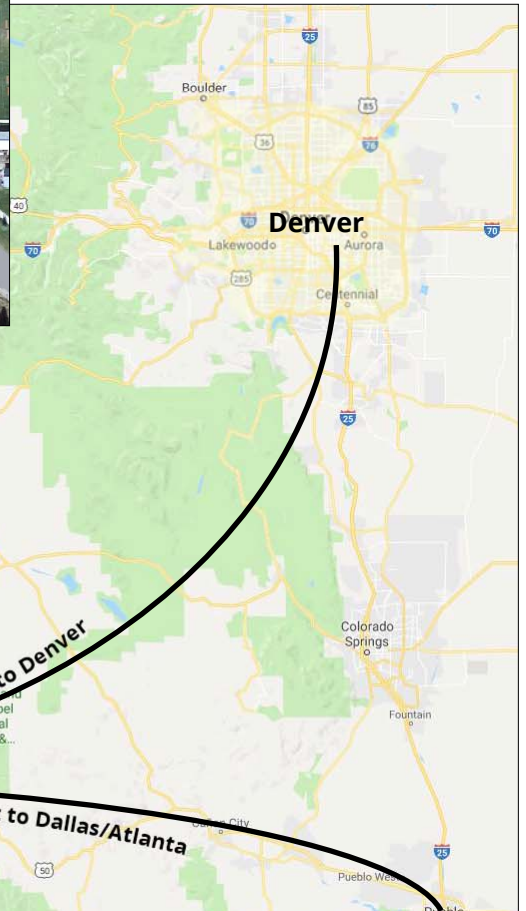 25
Boulder
85
36
76
40
Denver
70
70
70
Lakewood
Aurora
285
Centennial
25
to Denver
Colorado
Springs
Fountain
to Dallas/Atlanta
City
50
25
Pueblo West